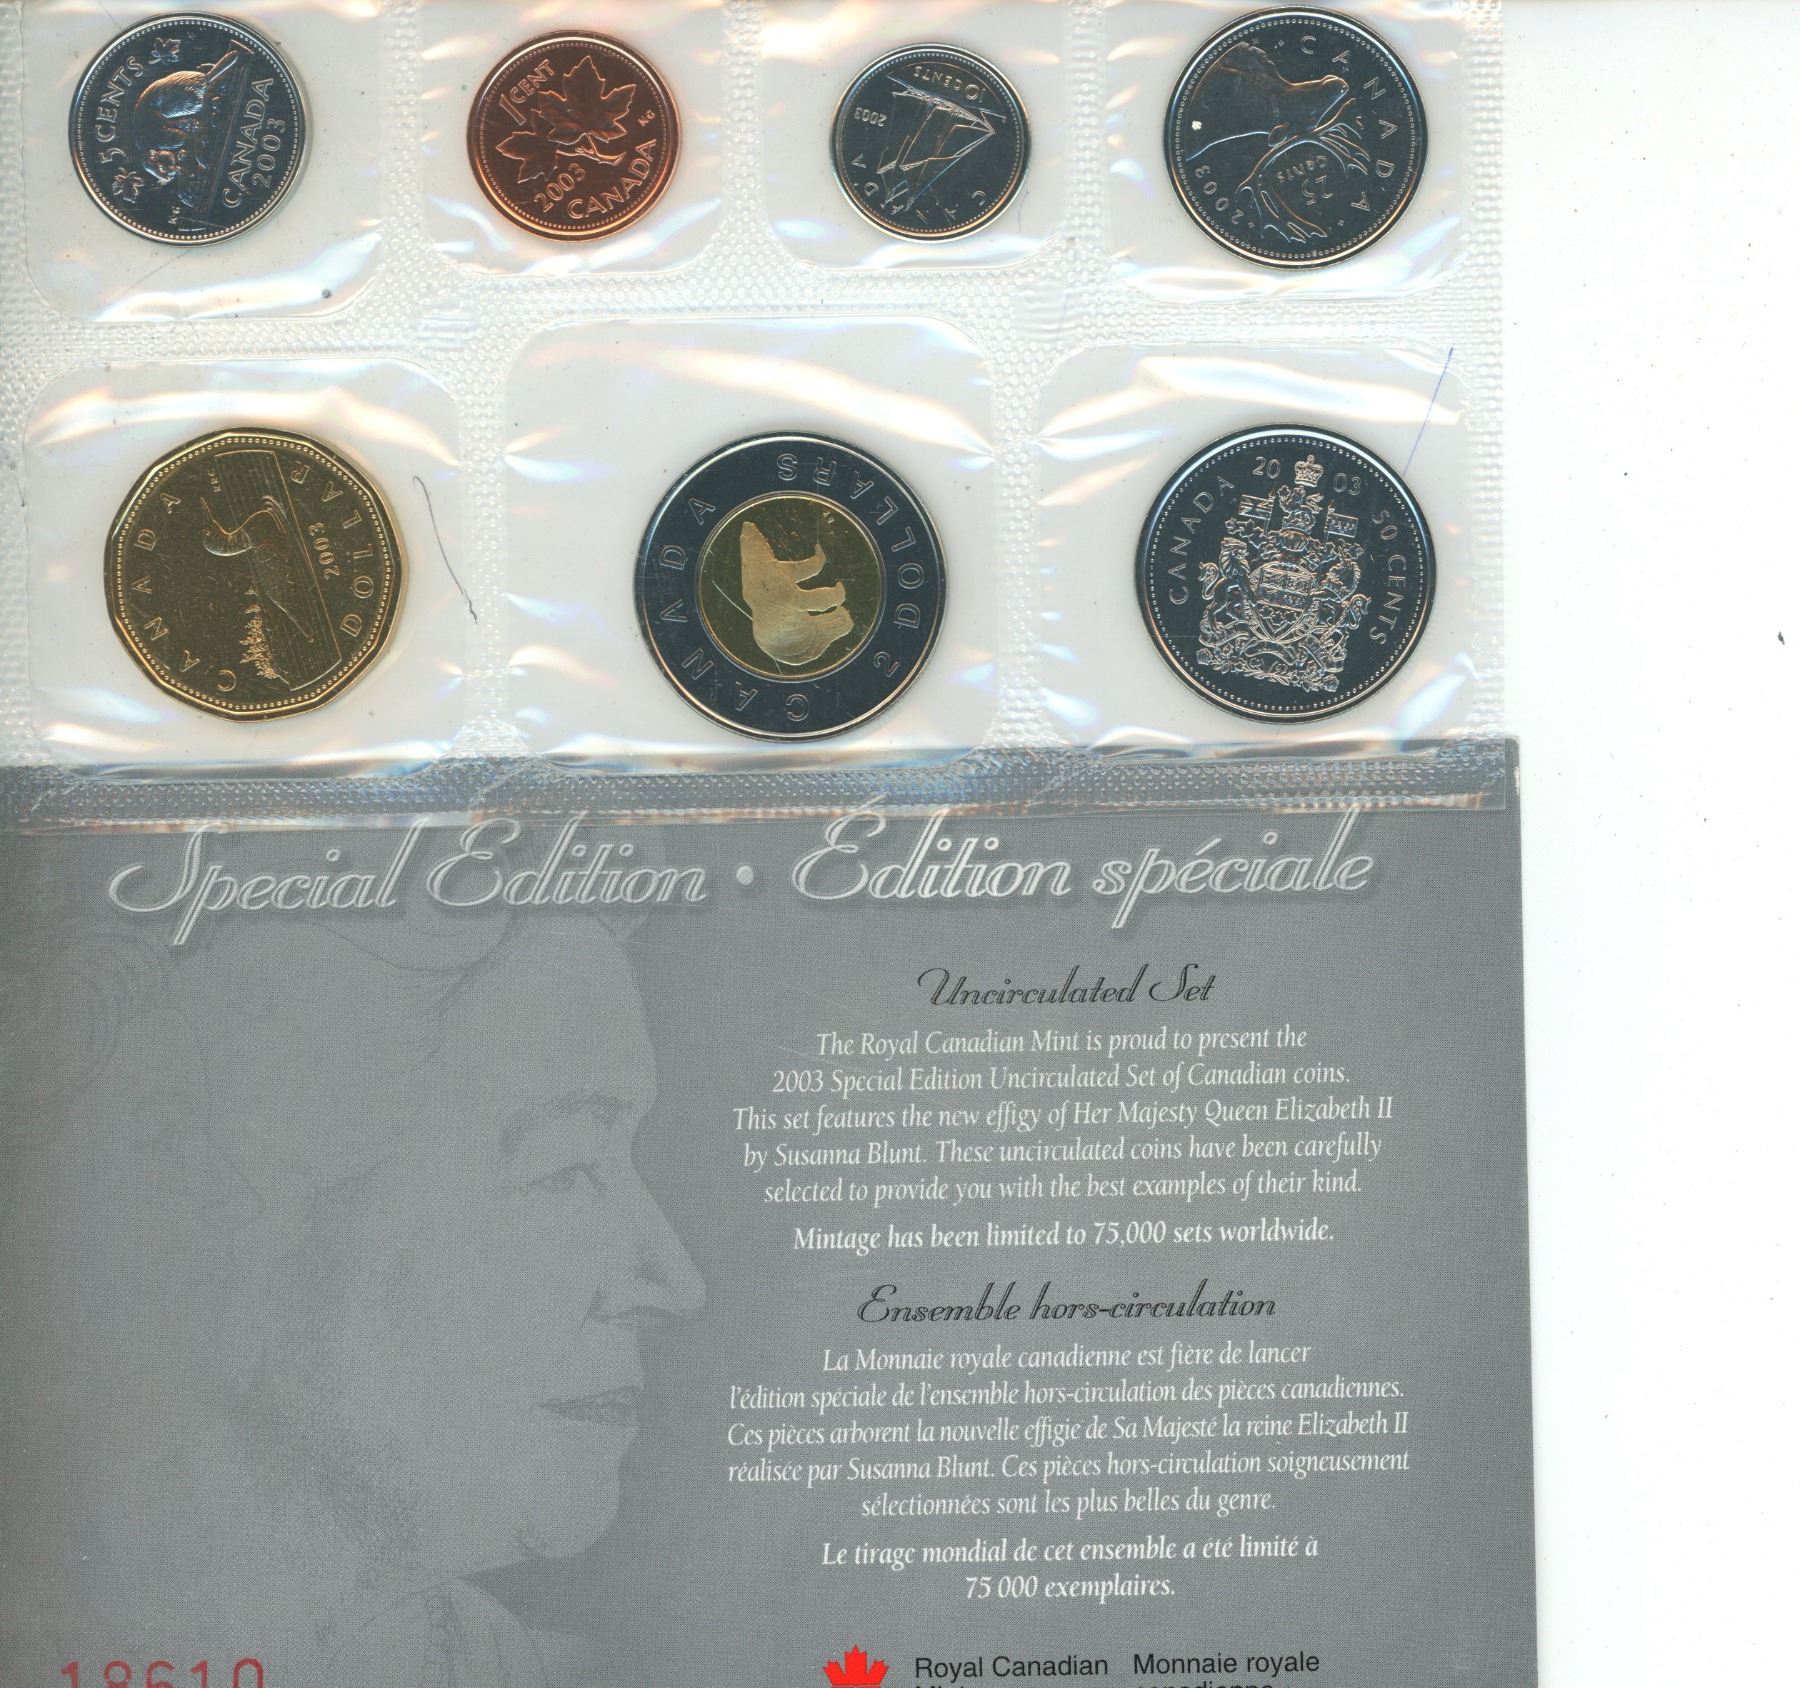 5 CENTS
CANADA
2003
KG
1 CENT
2003
CANADA
KG
10 CENTS
2003
CANADA
CANADA
25
Cents
2003
CANADA
DOLLAR
2003
CANADA
2 DOLLARS
20 03
CANADA
50 CENTS
Special Edition • Édition spéciale
Uncirculated Set
The Royal Canadian Mint is proud to present the
2003 Special Edition Uncirculated Set of Canadian coins.
This set features the new effigy of Her Majesty Queen Elizabeth II
by Susanna Blunt. These uncirculated coins have been carefully
selected to provide you with the best examples of their kind.
Mintage has been limited to 75,000 sets worldwide.
Ensemble hors-circulation
La Monnaie royale canadienne est fière de lancer
l'édition spéciale de l'ensemble hors-circulation des pièces canadiennes.
Ces pièces arborent la nouvelle effigie de Sa Majesté la reine Elizabeth II
réalisée par Susanna Blunt. Ces pièces hors-circulation soigneusement
sélectionnées sont les plus belles du genre.
Le tirage mondial de cet ensemble a été limité à
75 000 exemplaires.
18610
Royal Canadian Monnaie royale
Mint canadienne